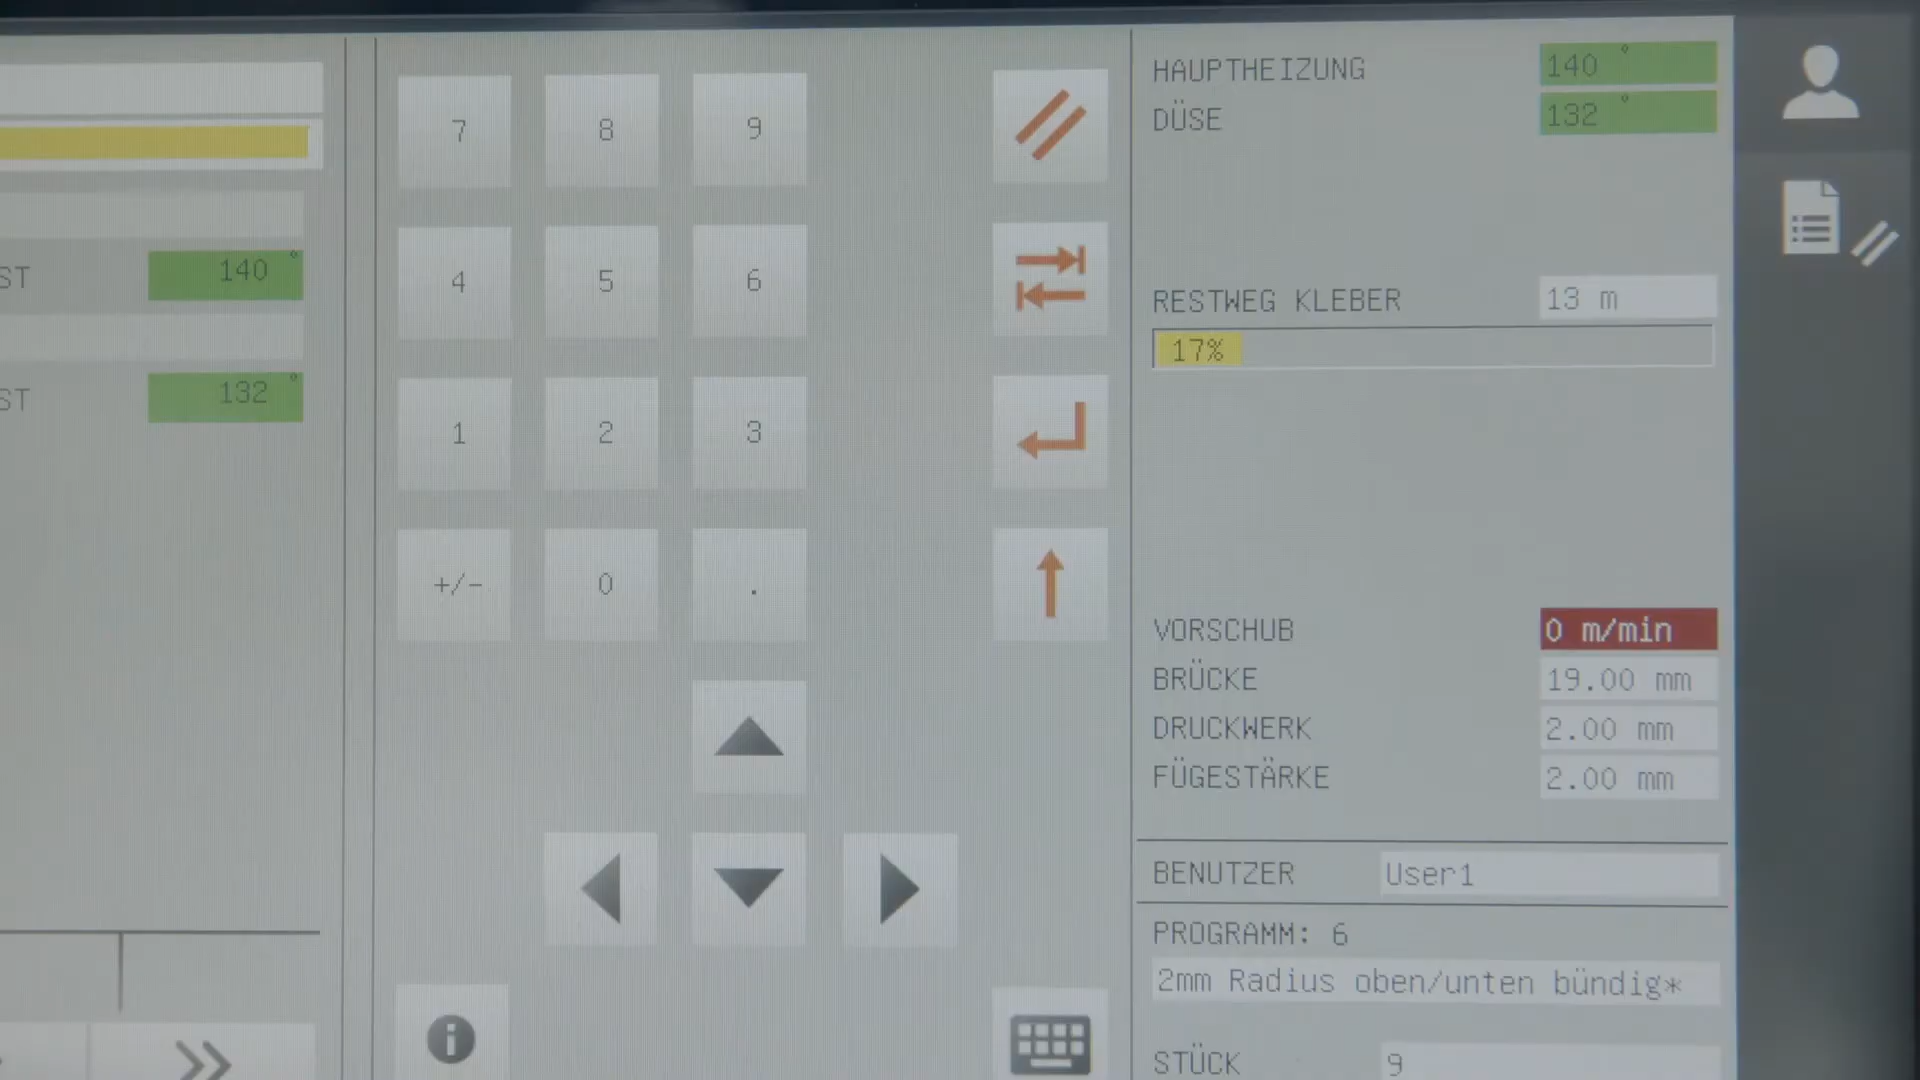 ST 140 °
ST 132 °
7 8 9
4 5 6
1 2 3
+/- 0 .
HAUPTHEIZUNG 140 °
DÜSE 132 °
RESTWEG KLEBER 13 m
17%
VORSCHUB 0 m/min
BRÜCKE 19.00 mm
DRUCKWERK 2.00 mm
FÜGESTÄRKE 2.00 mm
BENUTZER User1
PROGRAMM: 6
2mm Radius oben/unten bündig*
STÜCK 9